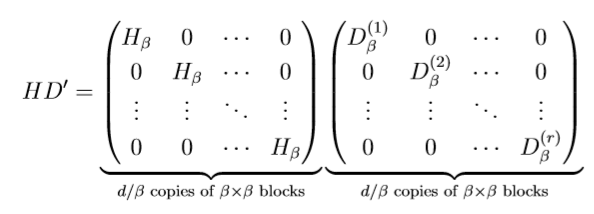 HD′ = ( H_β 0 ⋯ 0 ) ( D_β^(1) 0 ⋯ 0 )
( 0 H_β ⋯ 0 ) ( 0 D_β^(2) ⋯ 0 )
( ⋮ ⋮ ⋱ ⋮ ) ( ⋮ ⋮ ⋱ ⋮ )
( 0 0 ⋯ H_β ) ( 0 0 ⋯ D_β^(r) )
d/β copies of β×β blocks d/β copies of β×β blocks